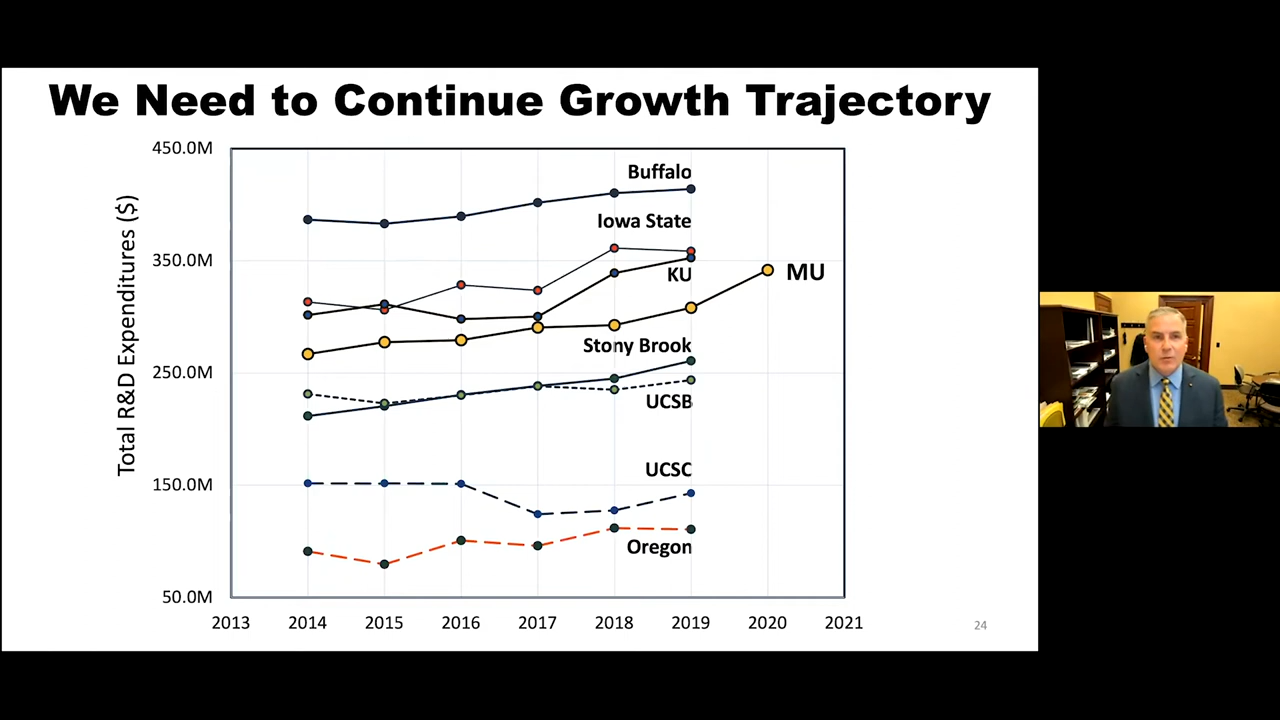 We Need to Continue Growth Trajectory
Total R&D Expenditures ($)
450.0M
350.0M
250.0M
150.0M
50.0M
Buffalo
Iowa State
KU
MU
Stony Brook
UCSB
UCSC
Oregon
2013 2014 2015 2016 2017 2018 2019 2020 2021
24